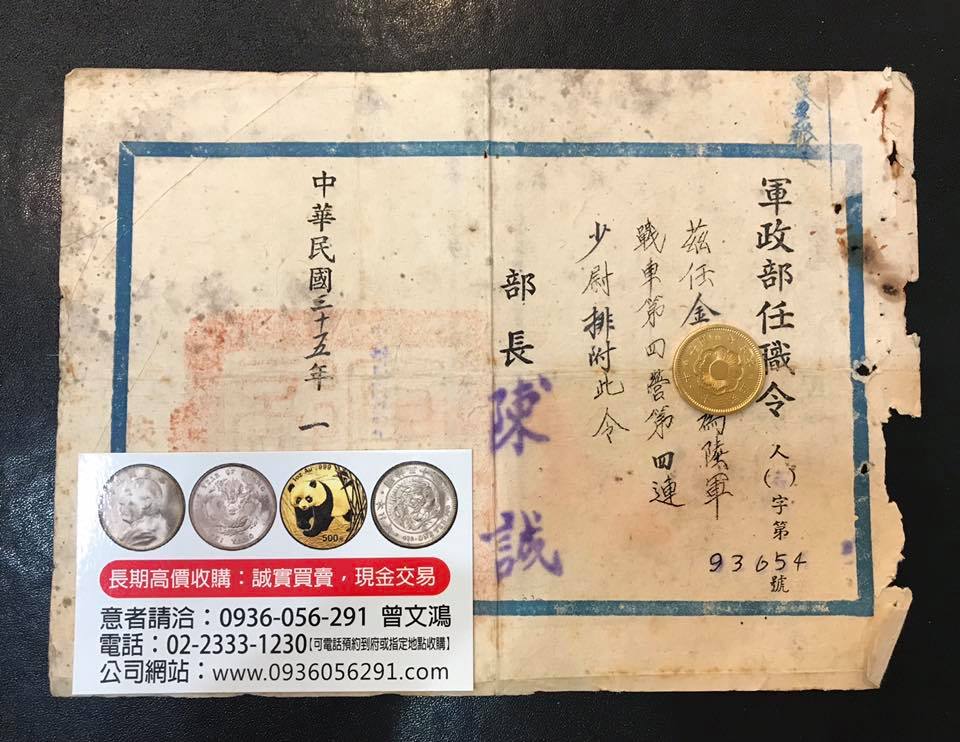 軍政部任職令
人( )字第
93654
號
茲任金 為陸軍
戰車第四營第四連
少尉排附此令
部長
陳誠
中華民國三十五年一
500元
長期高價收購：誠實買賣，現金交易
意者請洽：0936-056-291 曾文鴻
電話：02-2333-1230【可電話預約到府或指定地點收購】
公司網站：www.0936056291.com